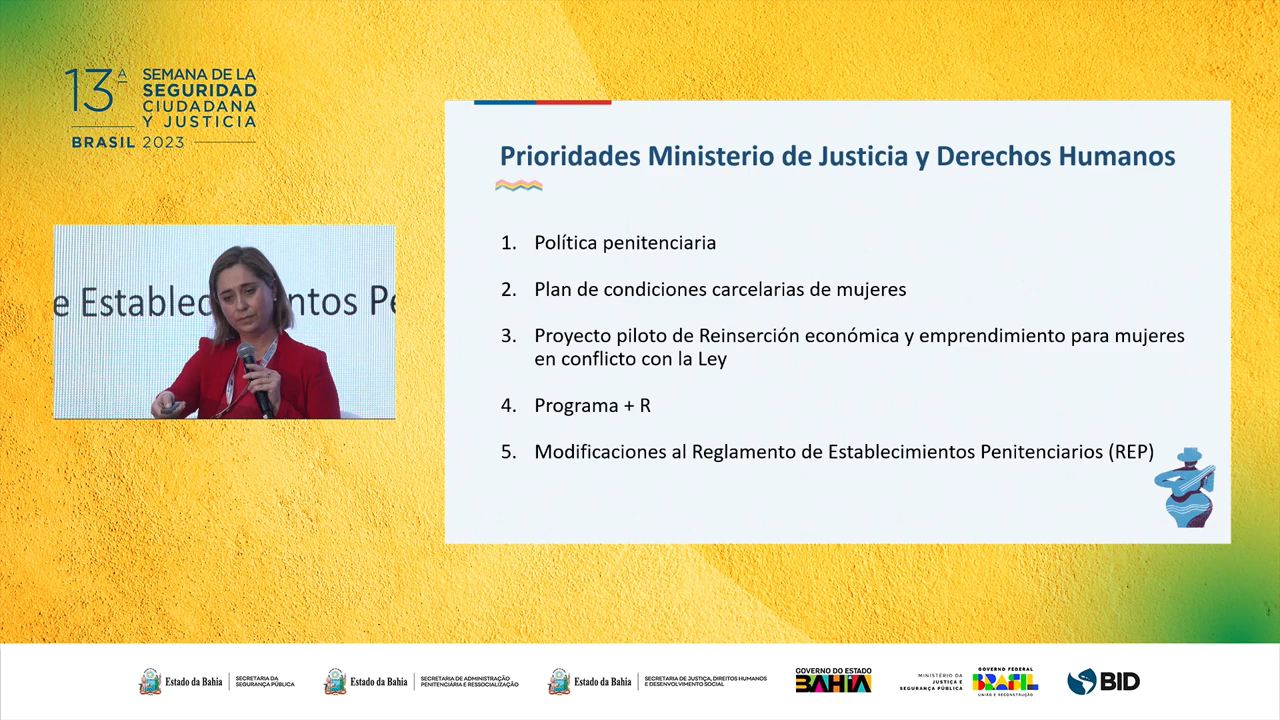 13ª
SEMANA DE LA
SEGURIDAD
CIUDADANA
Y JUSTICIA
BRASIL 2023
e Establec ntos Pe
Prioridades Ministerio de Justicia y Derechos Humanos
1. Política penitenciaria
2. Plan de condiciones carcelarias de mujeres
3. Proyecto piloto de Reinserción económica y emprendimiento para mujeres
en conflicto con la Ley
4. Programa + R
5. Modificaciones al Reglamento de Establecimientos Penitenciarios (REP)
Estado da Bahia
SECRETARIA DA
SEGURANÇA PÚBLICA
Estado da Bahia
SECRETARIA DE ADMINISTRAÇÃO
PENITENCIÁRIA E RESSOCIALIZAÇÃO
Estado da Bahia
SECRETARIA DE JUSTIÇA, DIREITOS HUMANOS
E DESENVOLVIMENTO SOCIAL
GOVERNO DO ESTADO
BAHIA
MINISTÉRIO DA
JUSTIÇA E
SEGURANÇA PÚBLICA
GOVERNO FEDERAL
BRASIL
UNIÃO E RECONSTRUÇÃO
BID